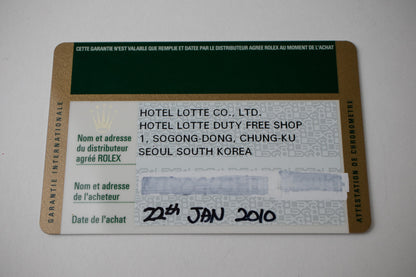 CETTE GARANTIE N'EST VALABLE QUE REMPLIE ET DATEE PAR LE DISTRIBUTEUR AGREE ROLEX AU MOMENT DE L'ACHAT
GARANTIE INTERNATIONALE
Nom et adresse
du distributeur
agréé ROLEX
HOTEL LOTTE CO., LTD.
HOTEL LOTTE DUTY FREE SHOP
1, SOGONG-DONG, CHUNG-KU
SEOUL SOUTH KOREA
Nom et adresse
de l'acheteur
Date de l'achat
22th JAN 2010
ATTESTATION DE CHRONOMETRE